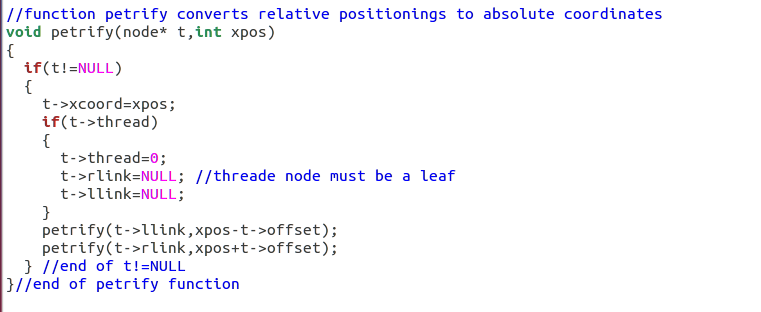 //function petrify converts relative positionings to absolute coordinates
void petrify(node* t,int xpos)
{
  if(t!=NULL)
  {
    t->xcoord=xpos;
    if(t->thread)
    {
      t->thread=0;
      t->rlink=NULL; //threade node must be a leaf
      t->llink=NULL;
    }
    petrify(t->llink,xpos-t->offset);
    petrify(t->rlink,xpos+t->offset);
  } //end of t!=NULL
}//end of petrify function